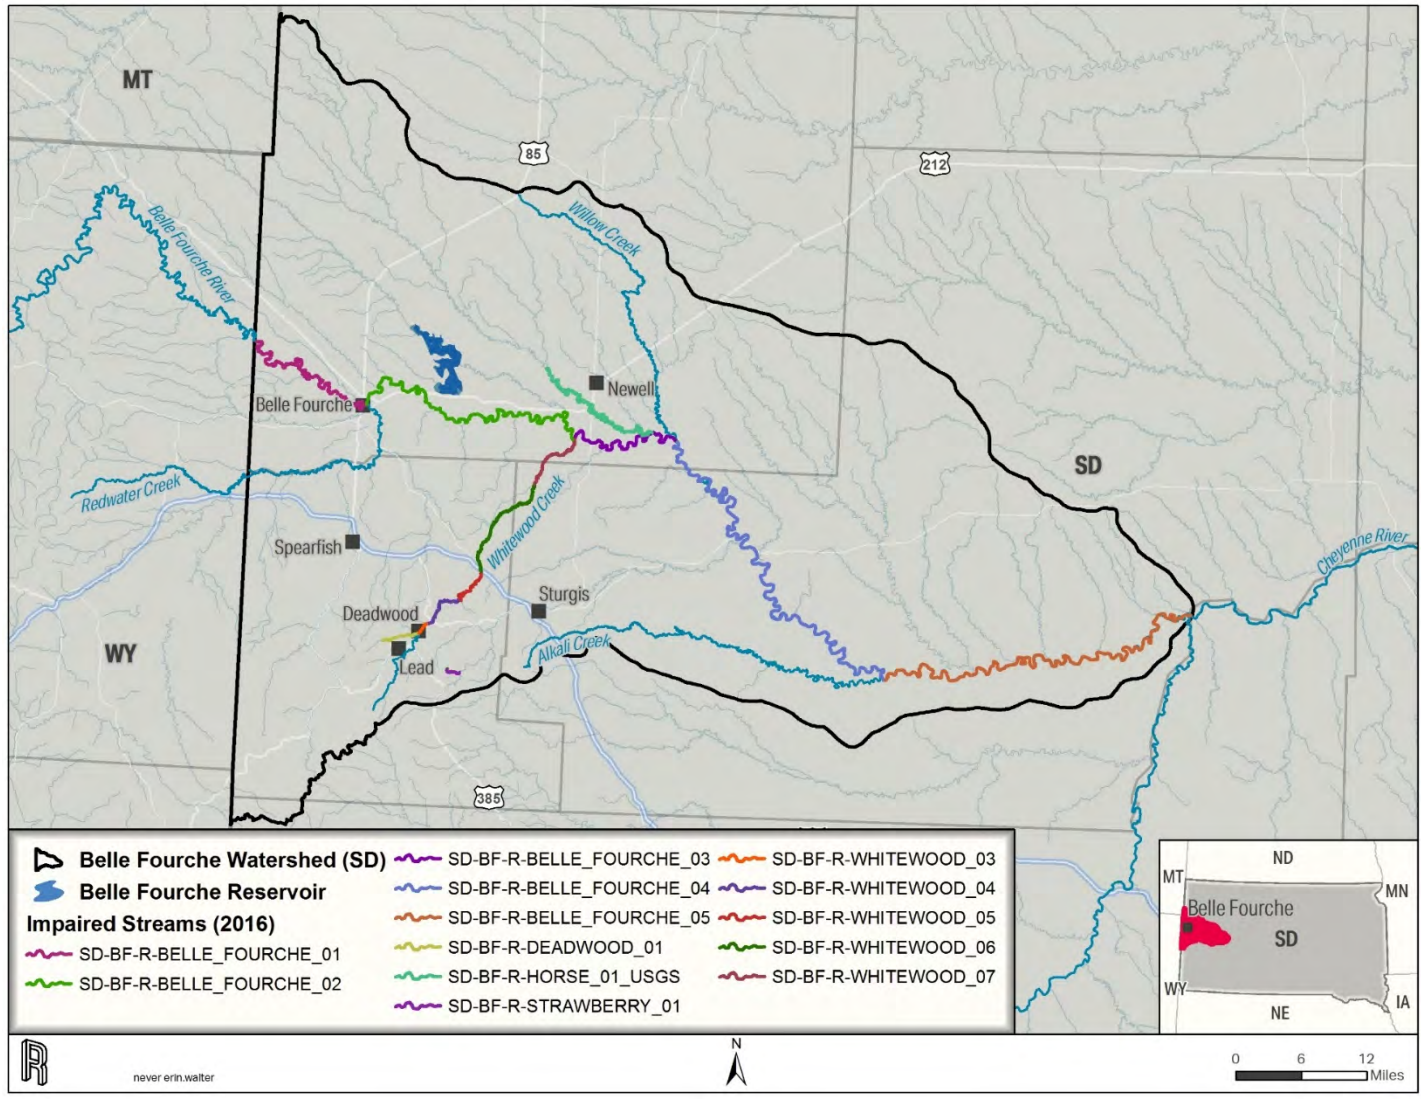 MT
85
212
Willow Creek
Belle Fourche River
Newell
Belle Fourche
SD
Redwater Creek
Whitewood Creek
Spearfish
Cheyenne River
Sturgis
Deadwood
Alkali Creek
WY
Lead
385
Belle Fourche Watershed (SD)
Belle Fourche Reservoir
Impaired Streams (2016)
SD-BF-R-BELLE_FOURCHE_01
SD-BF-R-BELLE_FOURCHE_02
SD-BF-R-BELLE_FOURCHE_03
SD-BF-R-BELLE_FOURCHE_04
SD-BF-R-BELLE_FOURCHE_05
SD-BF-R-DEADWOOD_01
SD-BF-R-HORSE_01_USGS
SD-BF-R-STRAWBERRY_01
SD-BF-R-WHITEWOOD_03
SD-BF-R-WHITEWOOD_04
SD-BF-R-WHITEWOOD_05
SD-BF-R-WHITEWOOD_06
SD-BF-R-WHITEWOOD_07
ND
MT
MN
Belle Fourche
SD
WY
IA
NE
R
never erin.walter
N
0 6 12
Miles